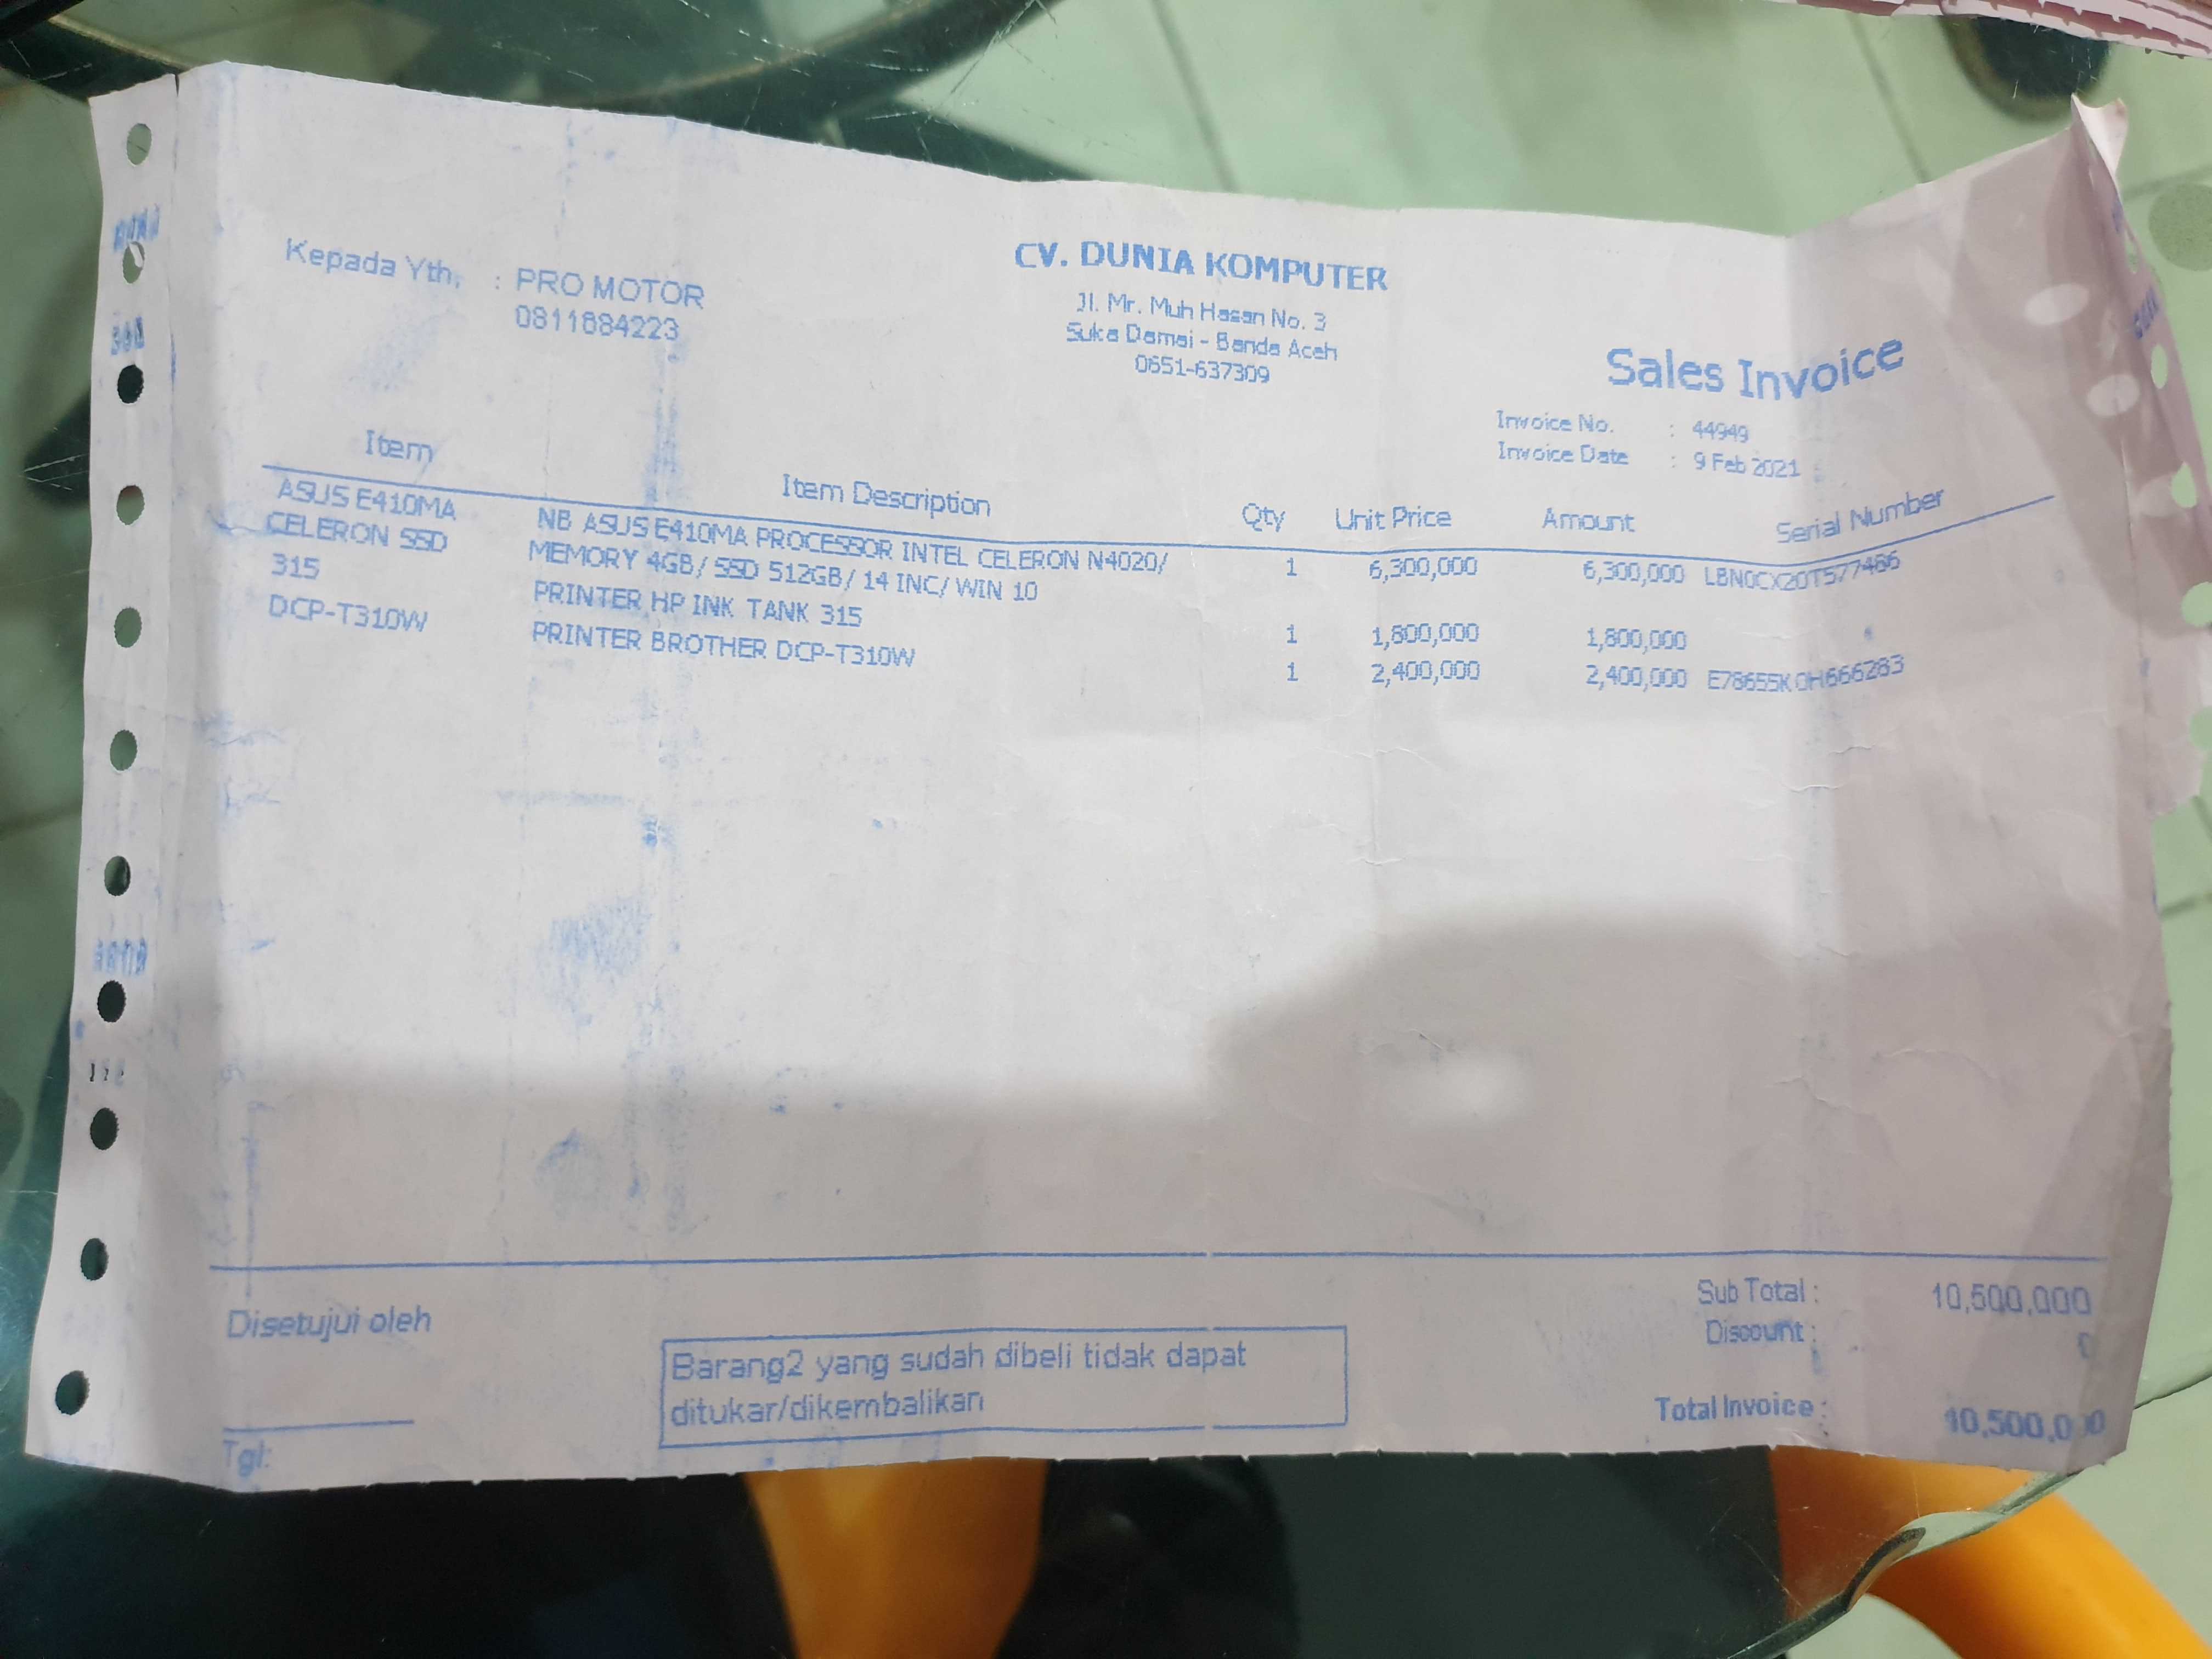 Kepada Yth, : PRO MOTOR
0811684223
CV. DUNIA KOMPUTER
Jl. Mr. Muh Hasan No. 3
Suka Damai - Banda Aceh
0651-637309
Sales Invoice
Invoice No. : 44949
Invoice Date : 9 Feb 2021
Item Item Description Qty Unit Price Amount Serial Number
ASUS E410MA NB ASUS E410MA PROCESSOR INTEL CELERON N4020/ 1 6,300,000 6,300,000 LBN0CX20T577486
CELERON SSD MEMORY 4GB/ SSD 512GB/ 14 INC/ WIN 10
315 PRINTER HP INK TANK 315 1 1,800,000 1,800,000
DCP-T310W PRINTER BROTHER DCP-T310W 1 2,400,000 2,400,000 E78655K0H666283
Sub Total : 10,500,000
Discount : 0
Total Invoice : 10,500,000
Disetujui oleh
Tgl:
Barang2 yang sudah dibeli tidak dapat
ditukar/dikembalikan